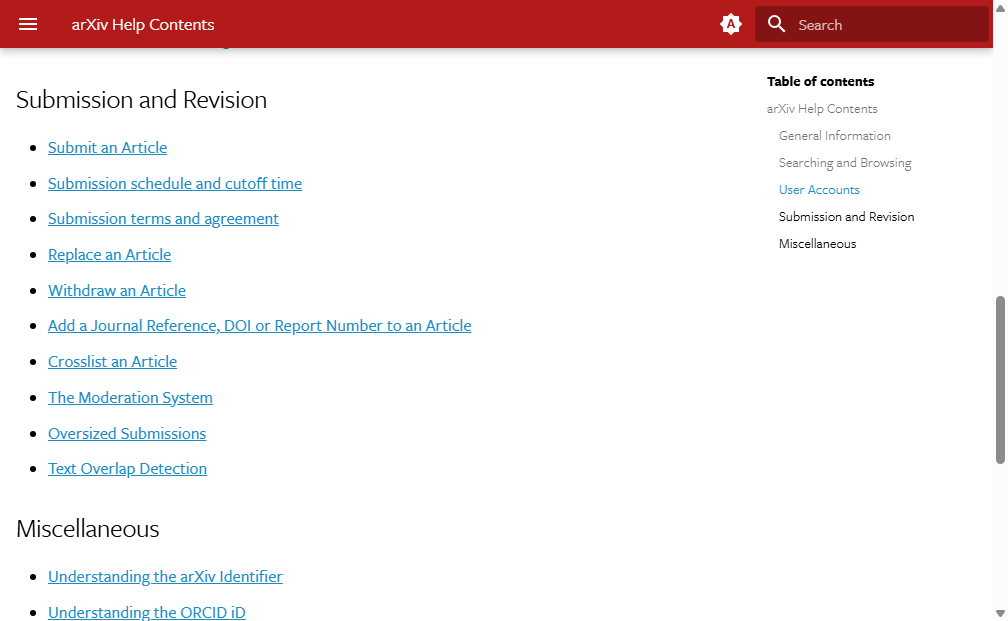 arXiv Help Contents
A
Search
Submission and Revision
Submit an Article
Submission schedule and cutoff time
Submission terms and agreement
Replace an Article
Withdraw an Article
Add a Journal Reference, DOI or Report Number to an Article
Crosslist an Article
The Moderation System
Oversized Submissions
Text Overlap Detection
Miscellaneous
Understanding the arXiv Identifier
Understanding the ORCID iD
Table of contents
arXiv Help Contents
General Information
Searching and Browsing
User Accounts
Submission and Revision
Miscellaneous